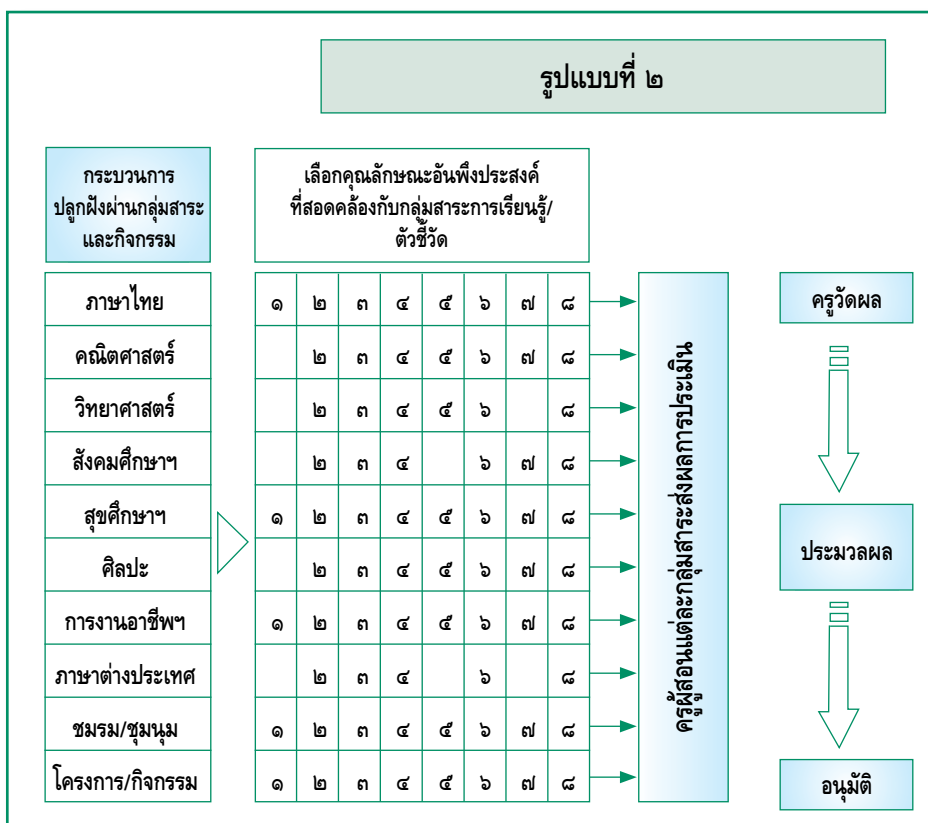 รูปแบบที่ ๒
กระบวนการ
ปลูกฝังผ่านกลุ่มสาระ
และกิจกรรม
เลือกคุณลักษณะอันพึงประสงค์
ที่สอดคล้องกับกลุ่มสาระการเรียนรู้/
ตัวชี้วัด
ภาษาไทย ๑ ๒ ๓ ๔ ๕ ๖ ๗ ๘
คณิตศาสตร์ ๒ ๓ ๔ ๕ ๖ ๗ ๘
วิทยาศาสตร์ ๒ ๓ ๔ ๕ ๖ ๘
สังคมศึกษาฯ ๒ ๓ ๔ ๖ ๗ ๘
สุขศึกษาฯ ๑ ๒ ๓ ๔ ๕ ๖ ๗ ๘
ศิลปะ ๒ ๓ ๔ ๕ ๖ ๗ ๘
การงานอาชีพฯ ๑ ๒ ๓ ๔ ๕ ๖ ๗ ๘
ภาษาต่างประเทศ ๒ ๓ ๔ ๖ ๘
ชมรม/ชุมนุม ๑ ๒ ๓ ๔ ๕ ๖ ๗ ๘
โครงการ/กิจกรรม ๑ ๒ ๓ ๔ ๕ ๖ ๗ ๘
ครูผู้สอนแต่ละกลุ่มสาระส่งผลการประเมิน
ครูวัดผล
ประมวลผล
อนุมัติ